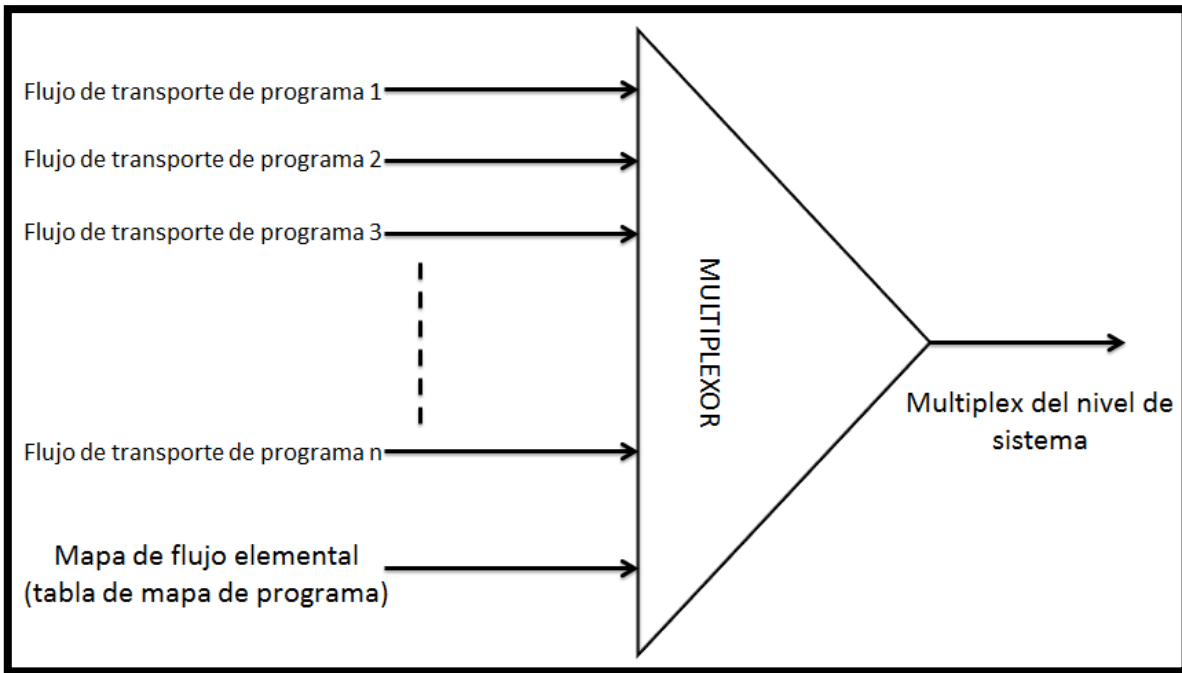 Flujo de transporte de programa 1
Flujo de transporte de programa 2
Flujo de transporte de programa 3
Flujo de transporte de programa n
Mapa de flujo elemental
(tabla de mapa de programa)
MULTIPLEXOR
Multiplex del nivel de
sistema